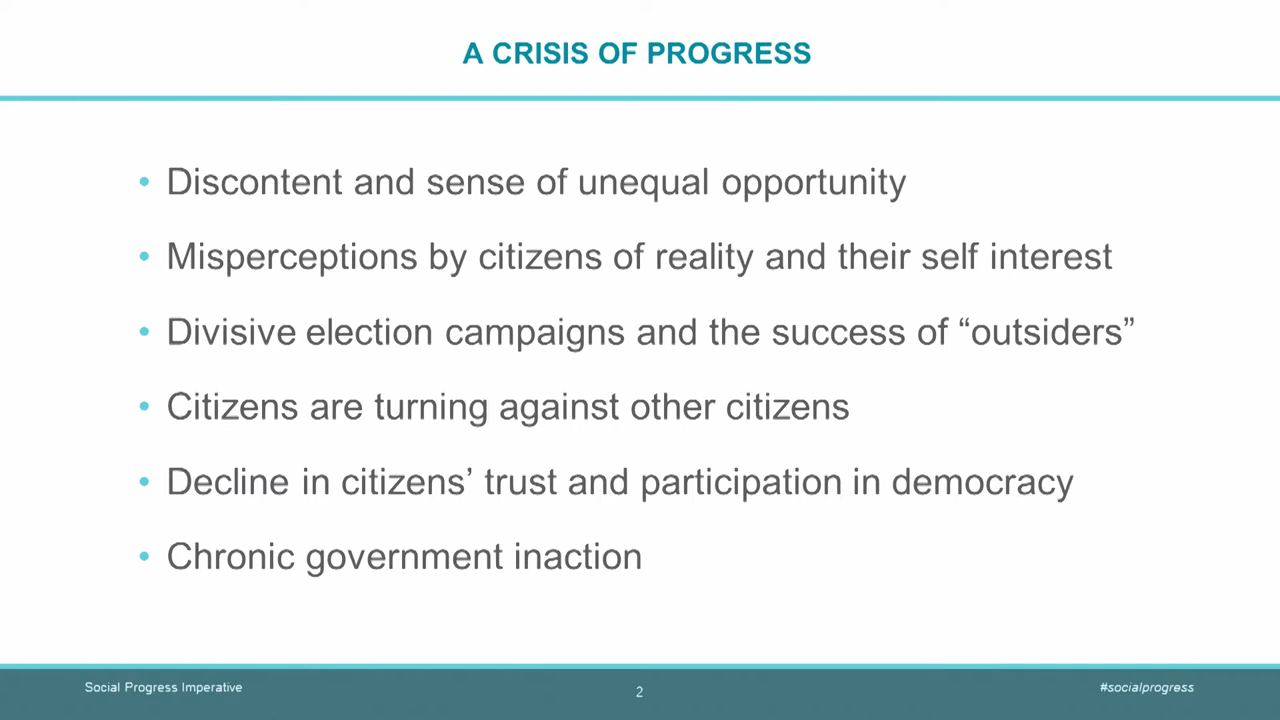 A CRISIS OF PROGRESS
• Discontent and sense of unequal opportunity
• Misperceptions by citizens of reality and their self interest
• Divisive election campaigns and the success of “outsiders”
• Citizens are turning against other citizens
• Decline in citizens’ trust and participation in democracy
• Chronic government inaction
Social Progress Imperative
2
#socialprogress